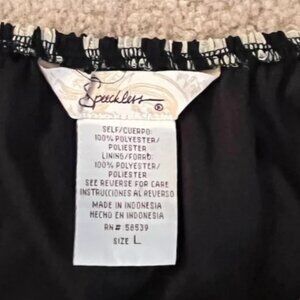 Speechless ®
SELF/CUERPO:
100% POLYESTER/
POLIESTER
LINING/FORRO:
100% POLYESTER/
POLIESTER
SEE REVERSE FOR CARE
INSTRUCCIONES AL REVERSO
MADE IN INDONESIA
HECHO EN INDONESIA
RN# 58539
SIZE L